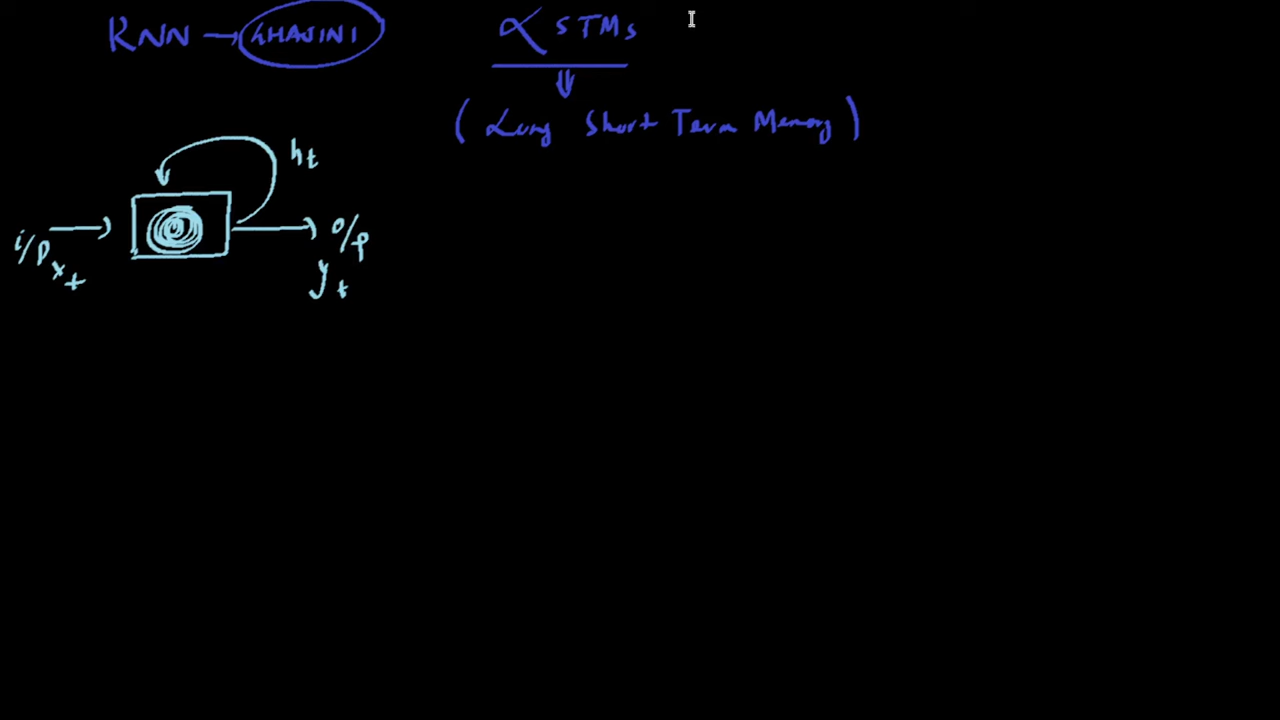 RNN → GHAJINI
LSTMs
(Long Short Term Memory)
ht
i/p xt
o/p
yt